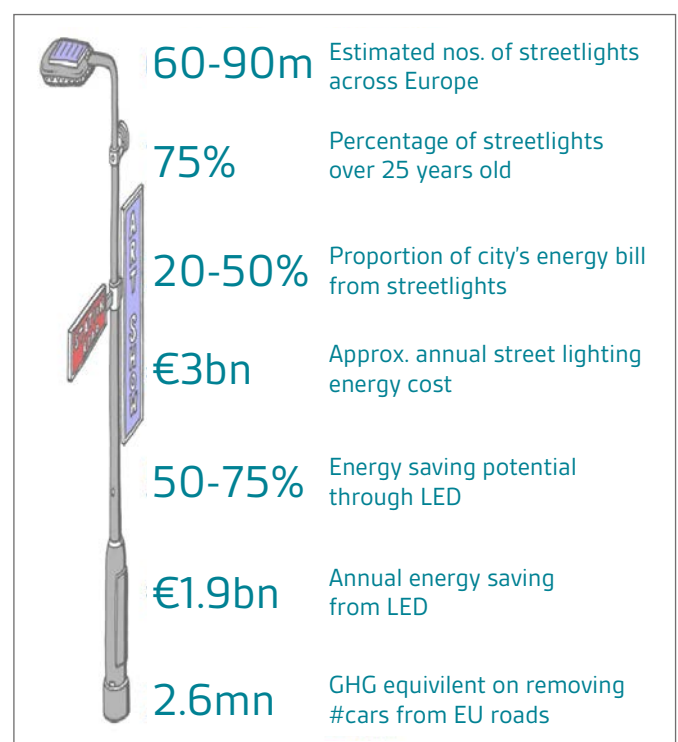 60-90m
Estimated nos. of streetlights
across Europe
75%
Percentage of streetlights
over 25 years old
20-50%
Proportion of city's energy bill
from streetlights
€3bn
Approx. annual street lighting
energy cost
50-75%
Energy saving potential
through LED
€1.9bn
Annual energy saving
from LED
2.6mn
GHG equivilent on removing
#cars from EU roads